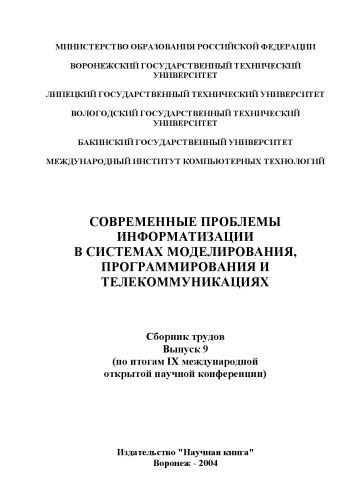 МИНИСТЕРСТВО ОБРАЗОВАНИЯ РОССИЙСКОЙ ФЕДЕРАЦИИ
ВОРОНЕЖСКИЙ ГОСУДАРСТВЕННЫЙ ТЕХНИЧЕСКИЙ
УНИВЕРСИТЕТ
ЛИПЕЦКИЙ ГОСУДАРСТВЕННЫЙ ТЕХНИЧЕСКИЙ УНИВЕРСИТЕТ
ВОЛОГОДСКИЙ ГОСУДАРСТВЕННЫЙ ТЕХНИЧЕСКИЙ
УНИВЕРСИТЕТ
БАКИНСКИЙ ГОСУДАРСТВЕННЫЙ УНИВЕРСИТЕТ
МЕЖДУНАРОДНЫЙ ИНСТИТУТ КОМПЬЮТЕРНЫХ ТЕХНОЛОГИЙ
СОВРЕМЕННЫЕ ПРОБЛЕМЫ
ИНФОРМАТИЗАЦИИ
В СИСТЕМАХ МОДЕЛИРОВАНИЯ,
ПРОГРАММИРОВАНИЯ И
ТЕЛЕКОММУНИКАЦИЯХ
Сборник трудов
Выпуск 9
(по итогам IX международной
открытой научной конференции)
Издательство "Научная книга"
Воронеж - 2004